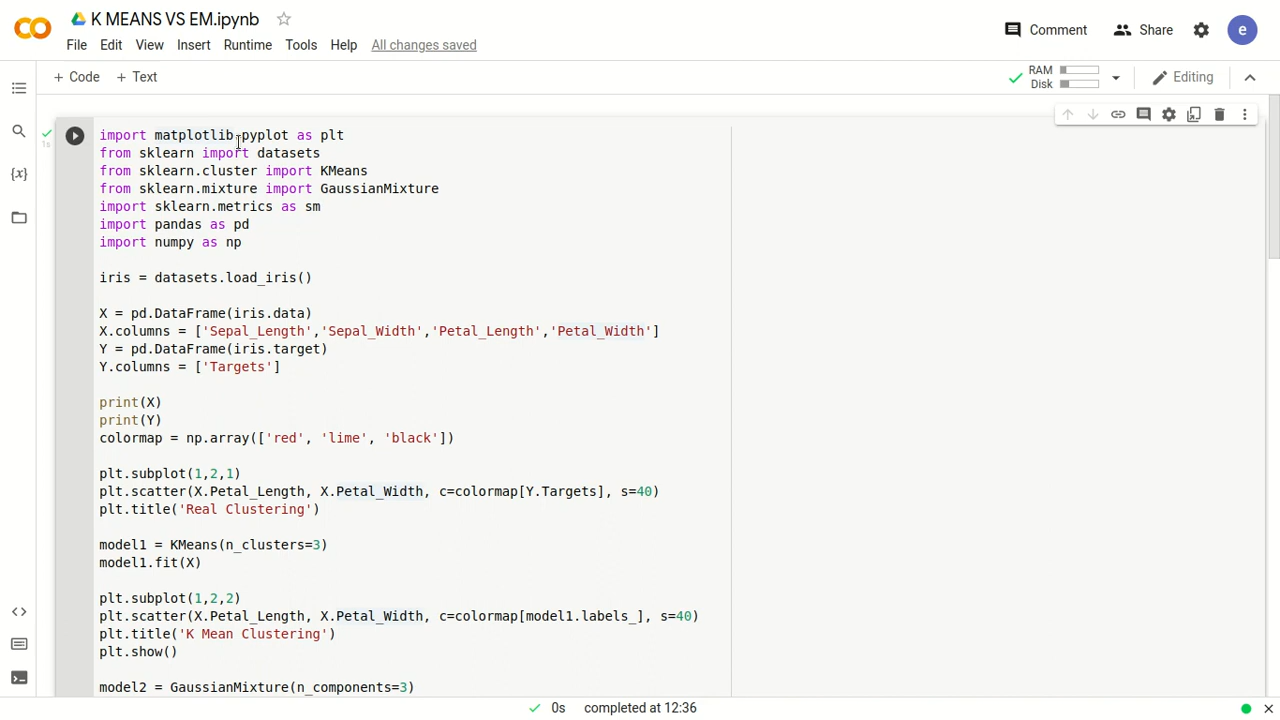 K MEANS VS EM.ipynb
Comment
Share
e
File Edit View Insert Runtime Tools Help All changes saved
+ Code + Text
RAM
Disk
Editing
1s
{x}
import matplotlib.pyplot as plt
from sklearn import datasets
from sklearn.cluster import KMeans
from sklearn.mixture import GaussianMixture
import sklearn.metrics as sm
import pandas as pd
import numpy as np
iris = datasets.load_iris()
X = pd.DataFrame(iris.data)
X.columns = ['Sepal_Length','Sepal_Width','Petal_Length','Petal_Width']
Y = pd.DataFrame(iris.target)
Y.columns = ['Targets']
print(X)
print(Y)
colormap = np.array(['red', 'lime', 'black'])
plt.subplot(1,2,1)
plt.scatter(X.Petal_Length, X.Petal_Width, c=colormap[Y.Targets], s=40)
plt.title('Real Clustering')
model1 = KMeans(n_clusters=3)
model1.fit(X)
plt.subplot(1,2,2)
plt.scatter(X.Petal_Length, X.Petal_Width, c=colormap[model1.labels_], s=40)
plt.title('K Mean Clustering')
plt.show()
model2 = GaussianMixture(n_components=3)
0s completed at 12:36